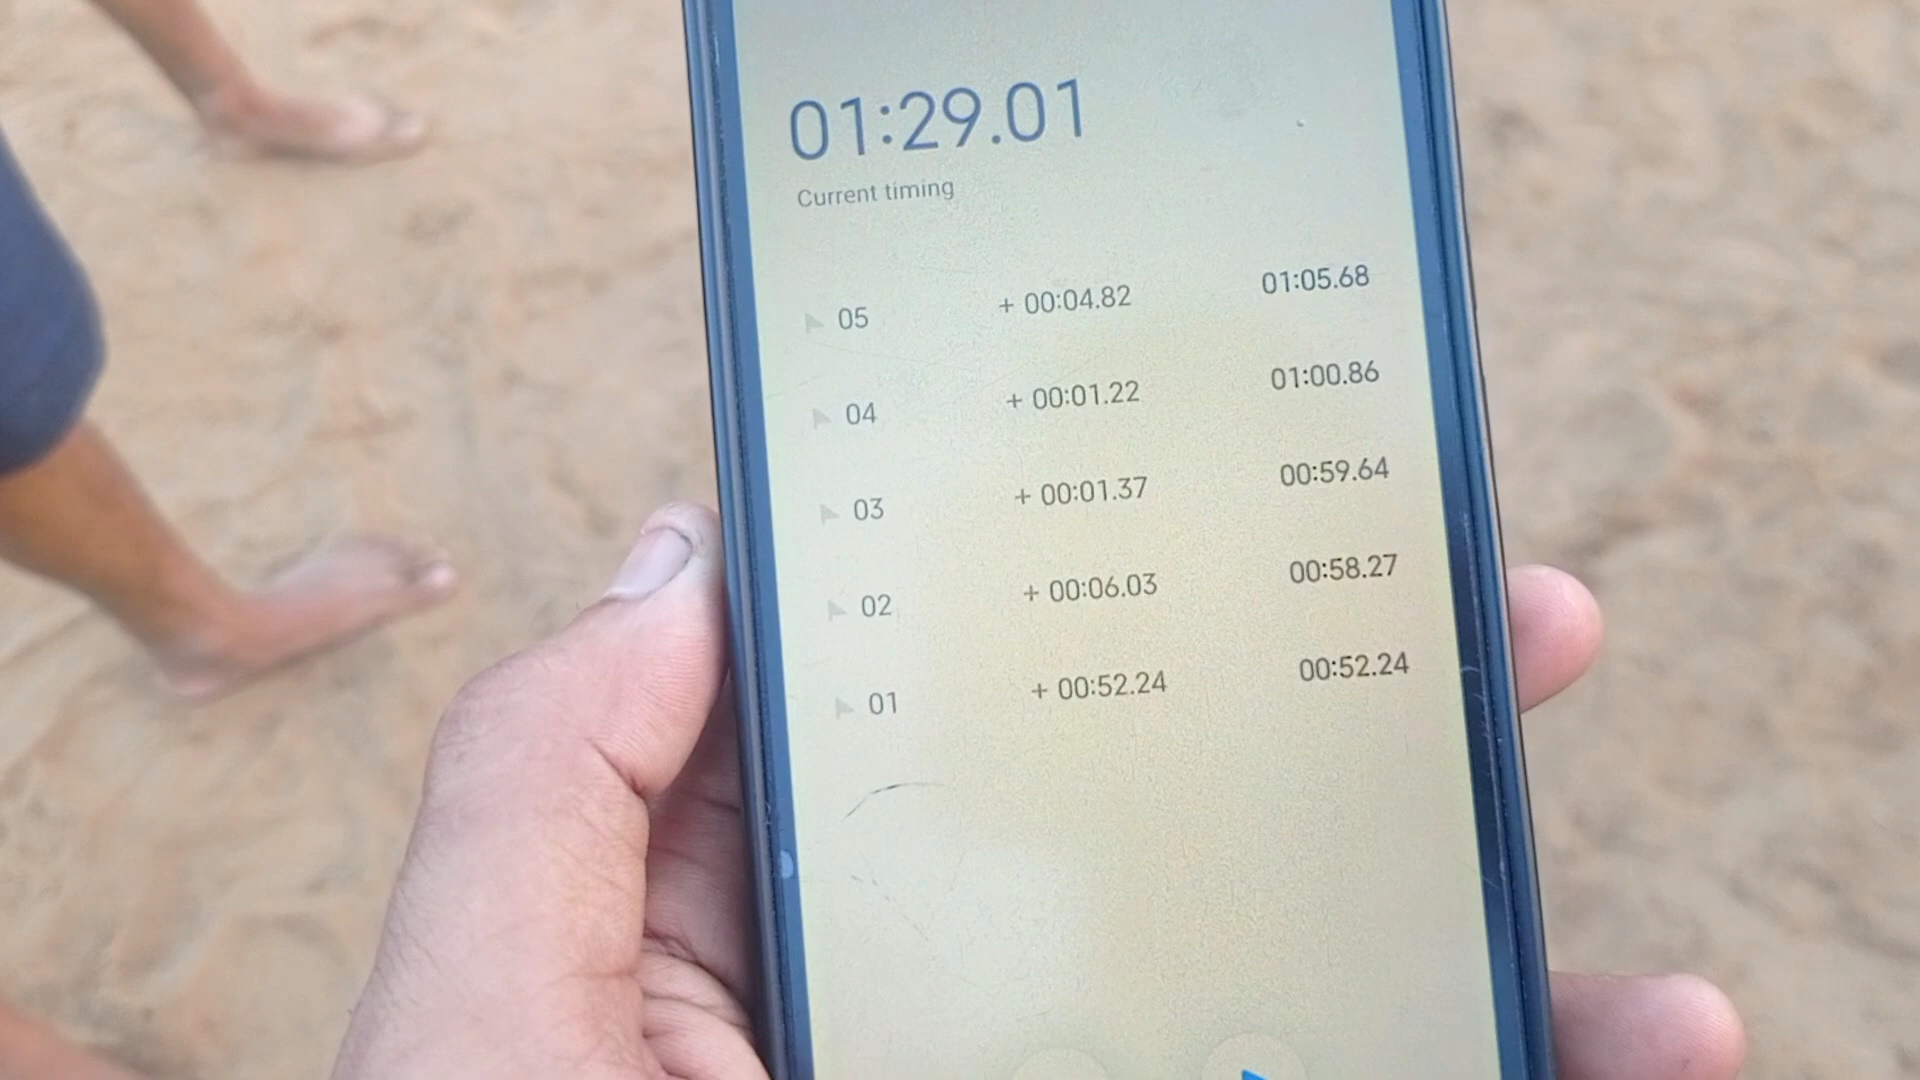 01:29.01
Current timing
05 + 00:04.82 01:05.68
04 + 00:01.22 01:00.86
03 + 00:01.37 00:59.64
02 + 00:06.03 00:58.27
01 + 00:52.24 00:52.24